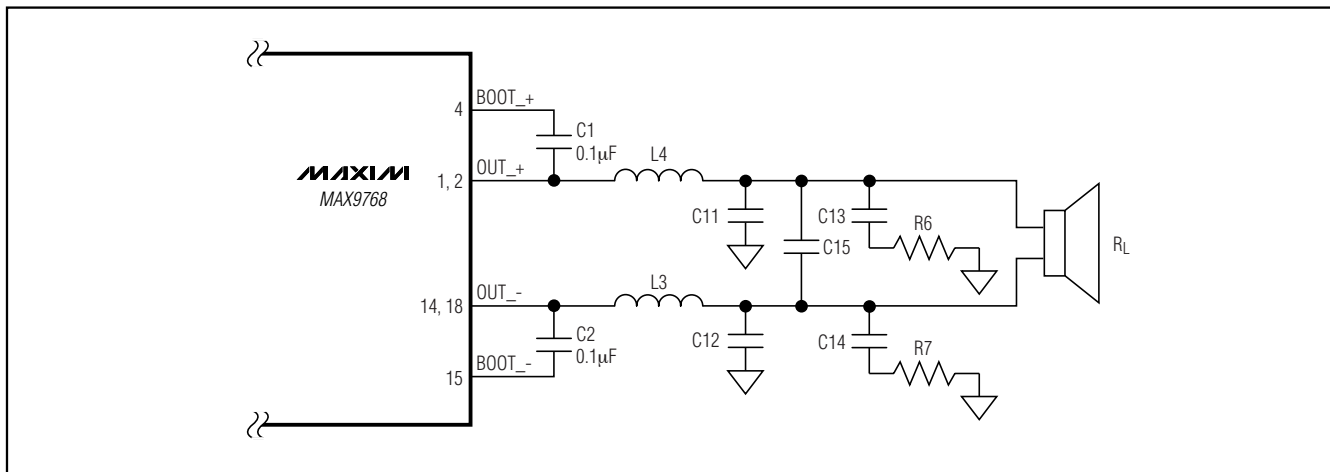 BOOT_+
4
C1
0.1µF
L4
MAXIM
MAX9768
1, 2
OUT_+
C11
C13
R6
C15
RL
L3
14, 18
OUT_-
C2
0.1µF
C12
C14
R7
BOOT_-
15